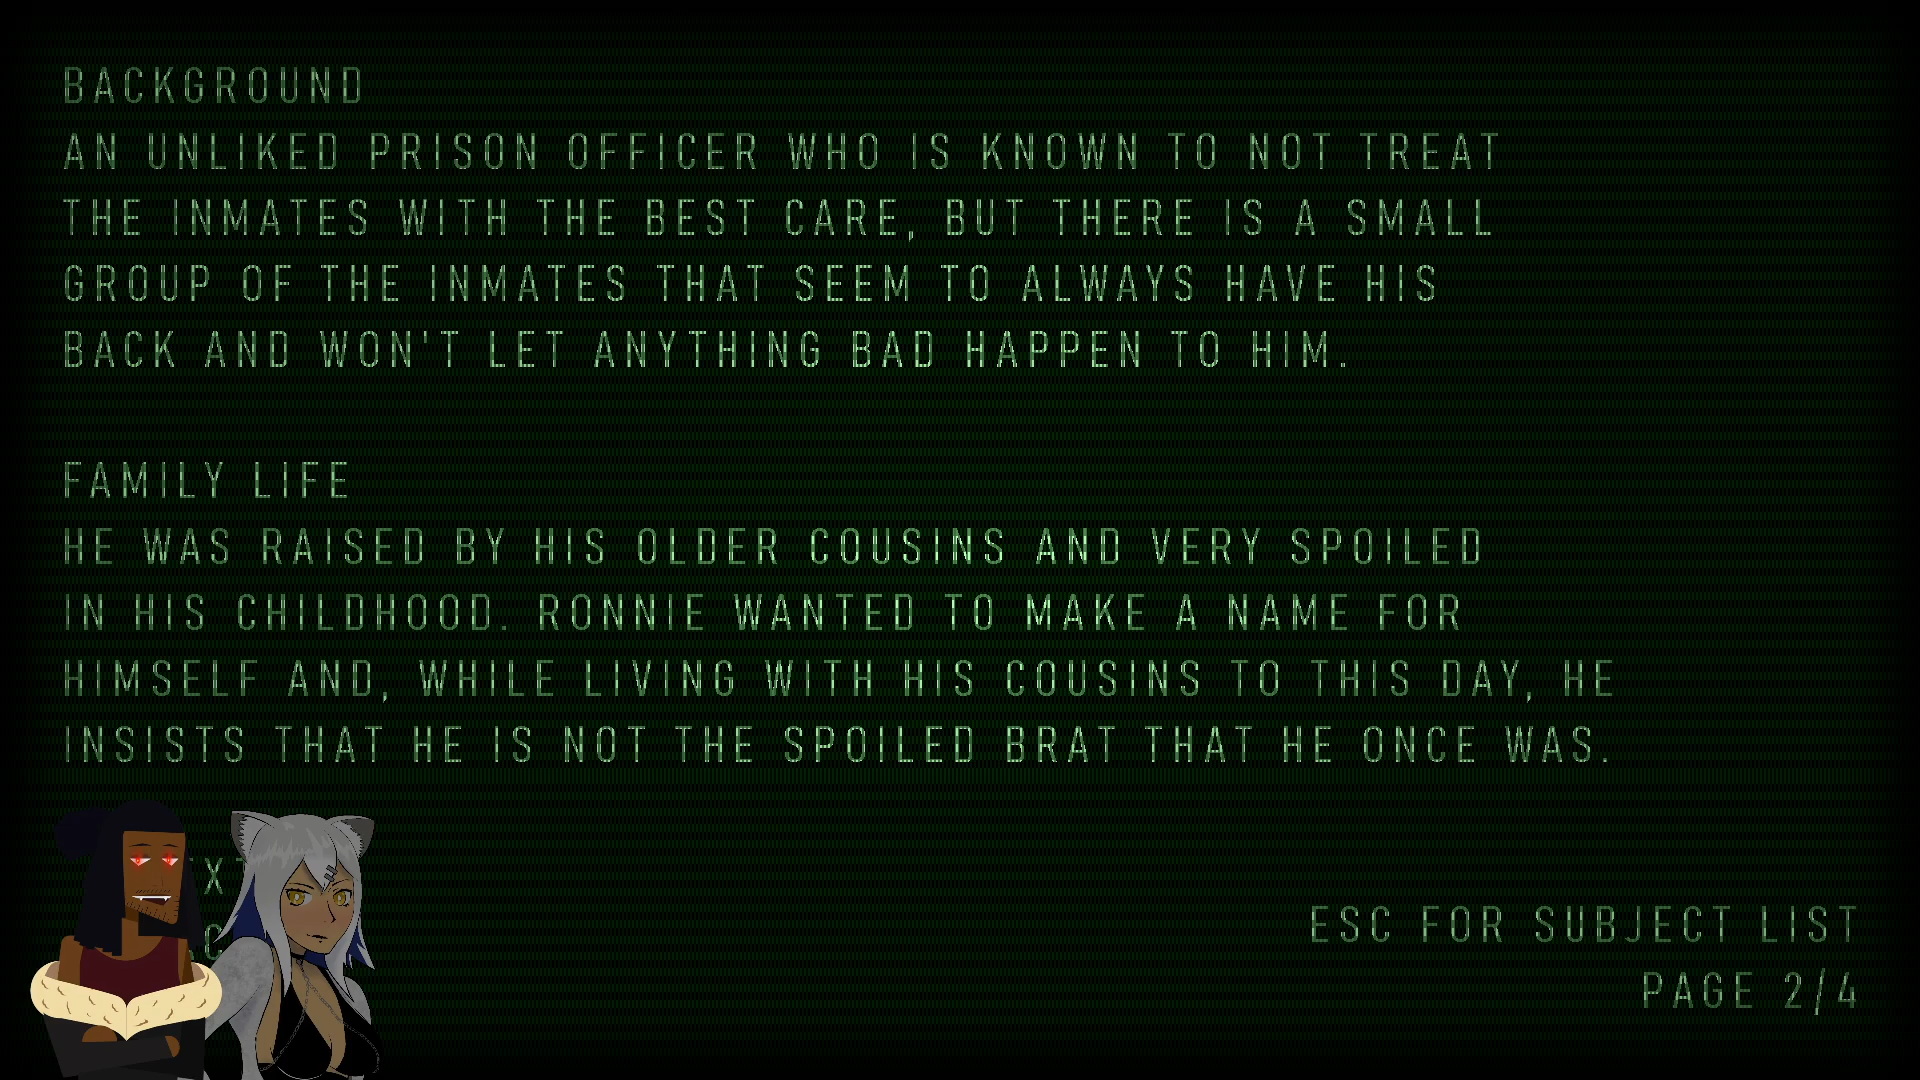 BACKGROUND
AN UNLIKED PRISON OFFICER WHO IS KNOWN TO NOT TREAT
THE INMATES WITH THE BEST CARE, BUT THERE IS A SMALL
GROUP OF THE INMATES THAT SEEM TO ALWAYS HAVE HIS
BACK AND WON'T LET ANYTHING BAD HAPPEN TO HIM.
FAMILY LIFE
HE WAS RAISED BY HIS OLDER COUSINS AND VERY SPOILED
IN HIS CHILDHOOD. RONNIE WANTED TO MAKE A NAME FOR
HIMSELF AND, WHILE LIVING WITH HIS COUSINS TO THIS DAY, HE
INSISTS THAT HE IS NOT THE SPOILED BRAT THAT HE ONCE WAS.
ESC FOR SUBJECT LIST
PAGE 2/4